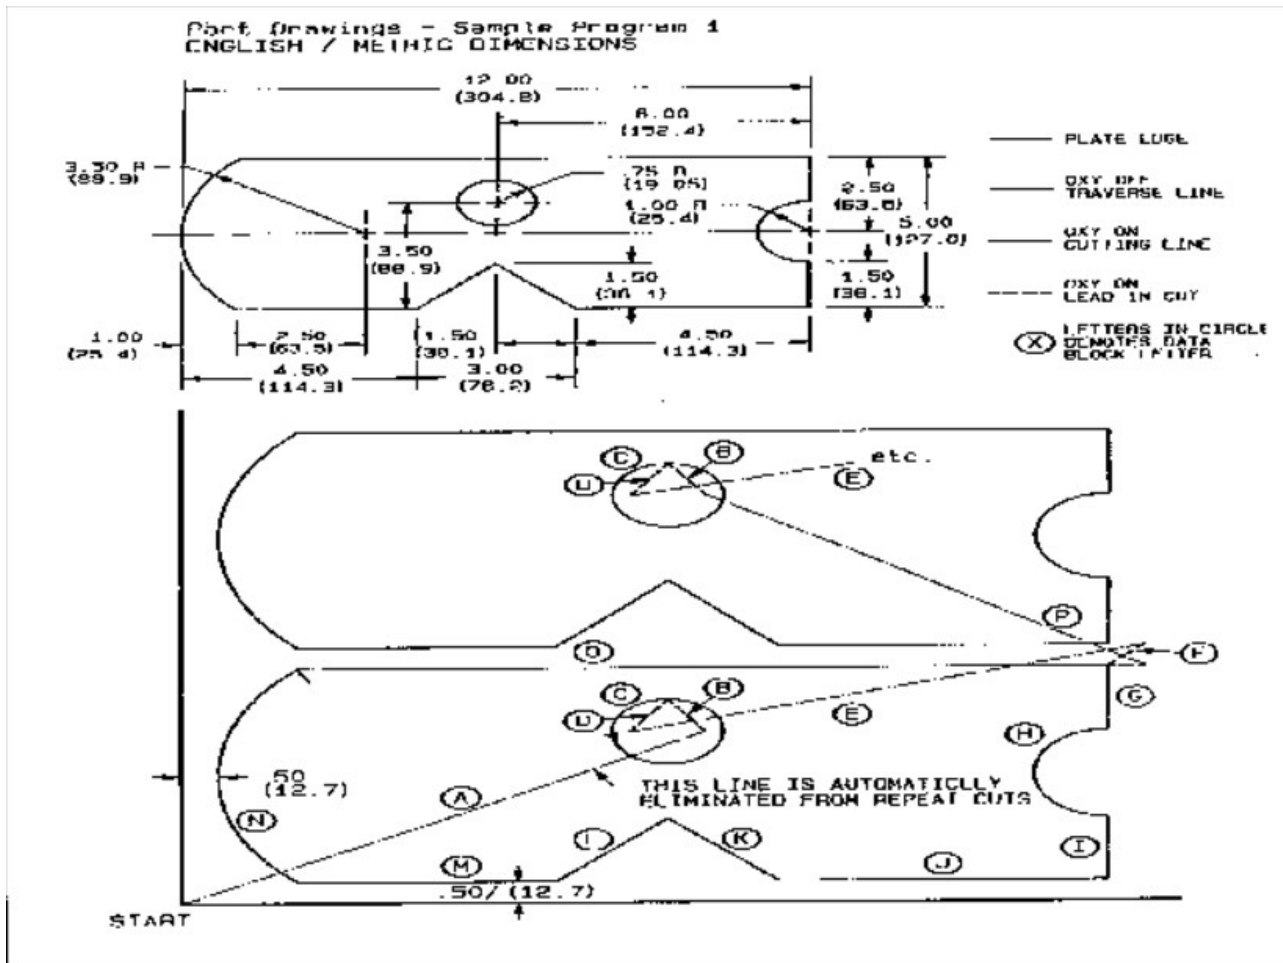 Part Drawings - Sample Program 1
ENGLISH / METRIC DIMENSIONS
12.00
(304.8)
6.00
(152.4)
3.50 R
(88.9)
.75 R
(19.05)
1.00 R
(25.4)
2.50
(63.5)
5.00
(127.0)
3.50
(88.9)
1.50
(38.1)
1.50
(38.1)
1.00
(25.4)
2.50
(63.5)
1.50
(38.1)
4.50
(114.3)
4.50
(114.3)
3.00
(76.2)
PLATE EDGE
OXY OFF
TRAVERSE LINE
OXY ON
CUTTING LINE
OXY ON
LEAD IN CUT
X
LETTERS IN CIRCLE
DENOTES DATA
BLOCK LETTER
C
B
etc.
D
E
P
O
F
C
B
G
D
E
H
.50
(12.7)
THIS LINE IS AUTOMATICALLY
ELIMINATED FROM REPEAT CUTS
A
N
L
K
I
M
J
.50/(12.7)
START